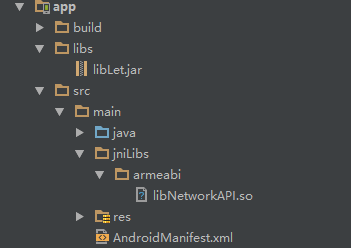 app
build
libs
libLet.jar
src
main
java
jniLibs
armeabi
libNetworkAPI.so
res
AndroidManifest.xml